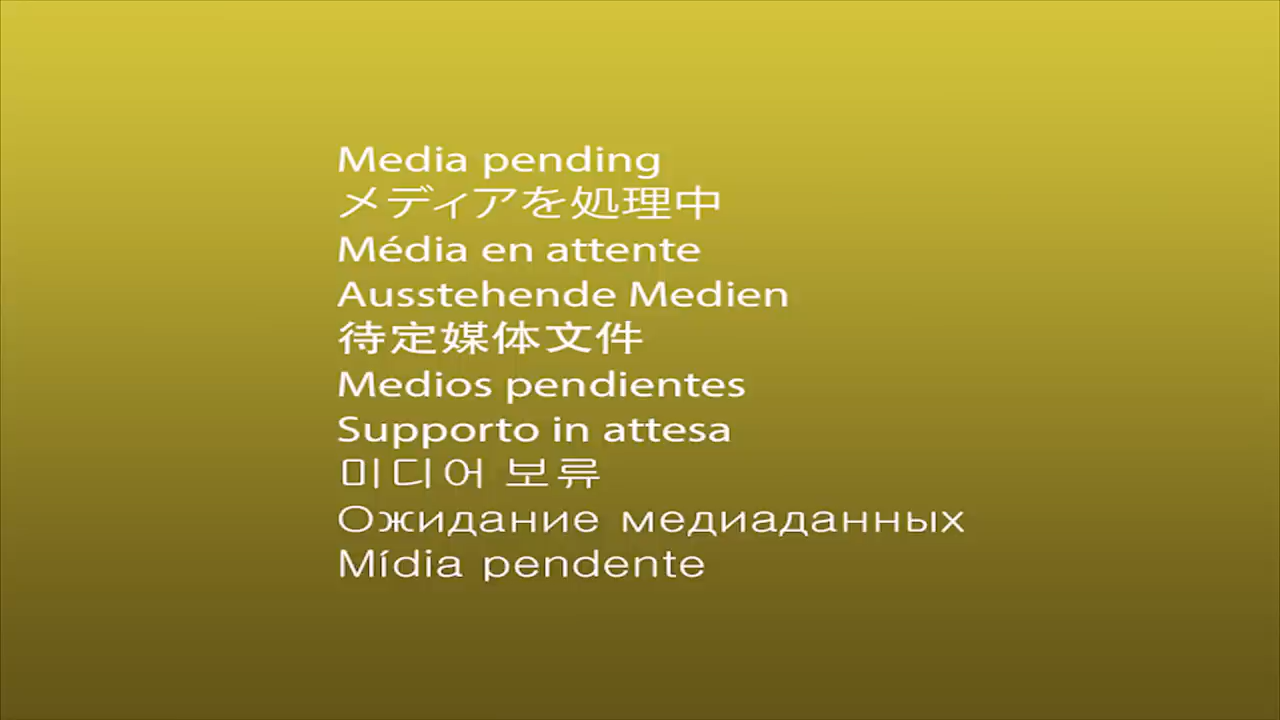 Media pending
メディアを処理中
Média en attente
Ausstehende Medien
待定媒体文件
Medios pendientes
Supporto in attesa
미디어 보류
Ожидание медиаданных
Mídia pendente